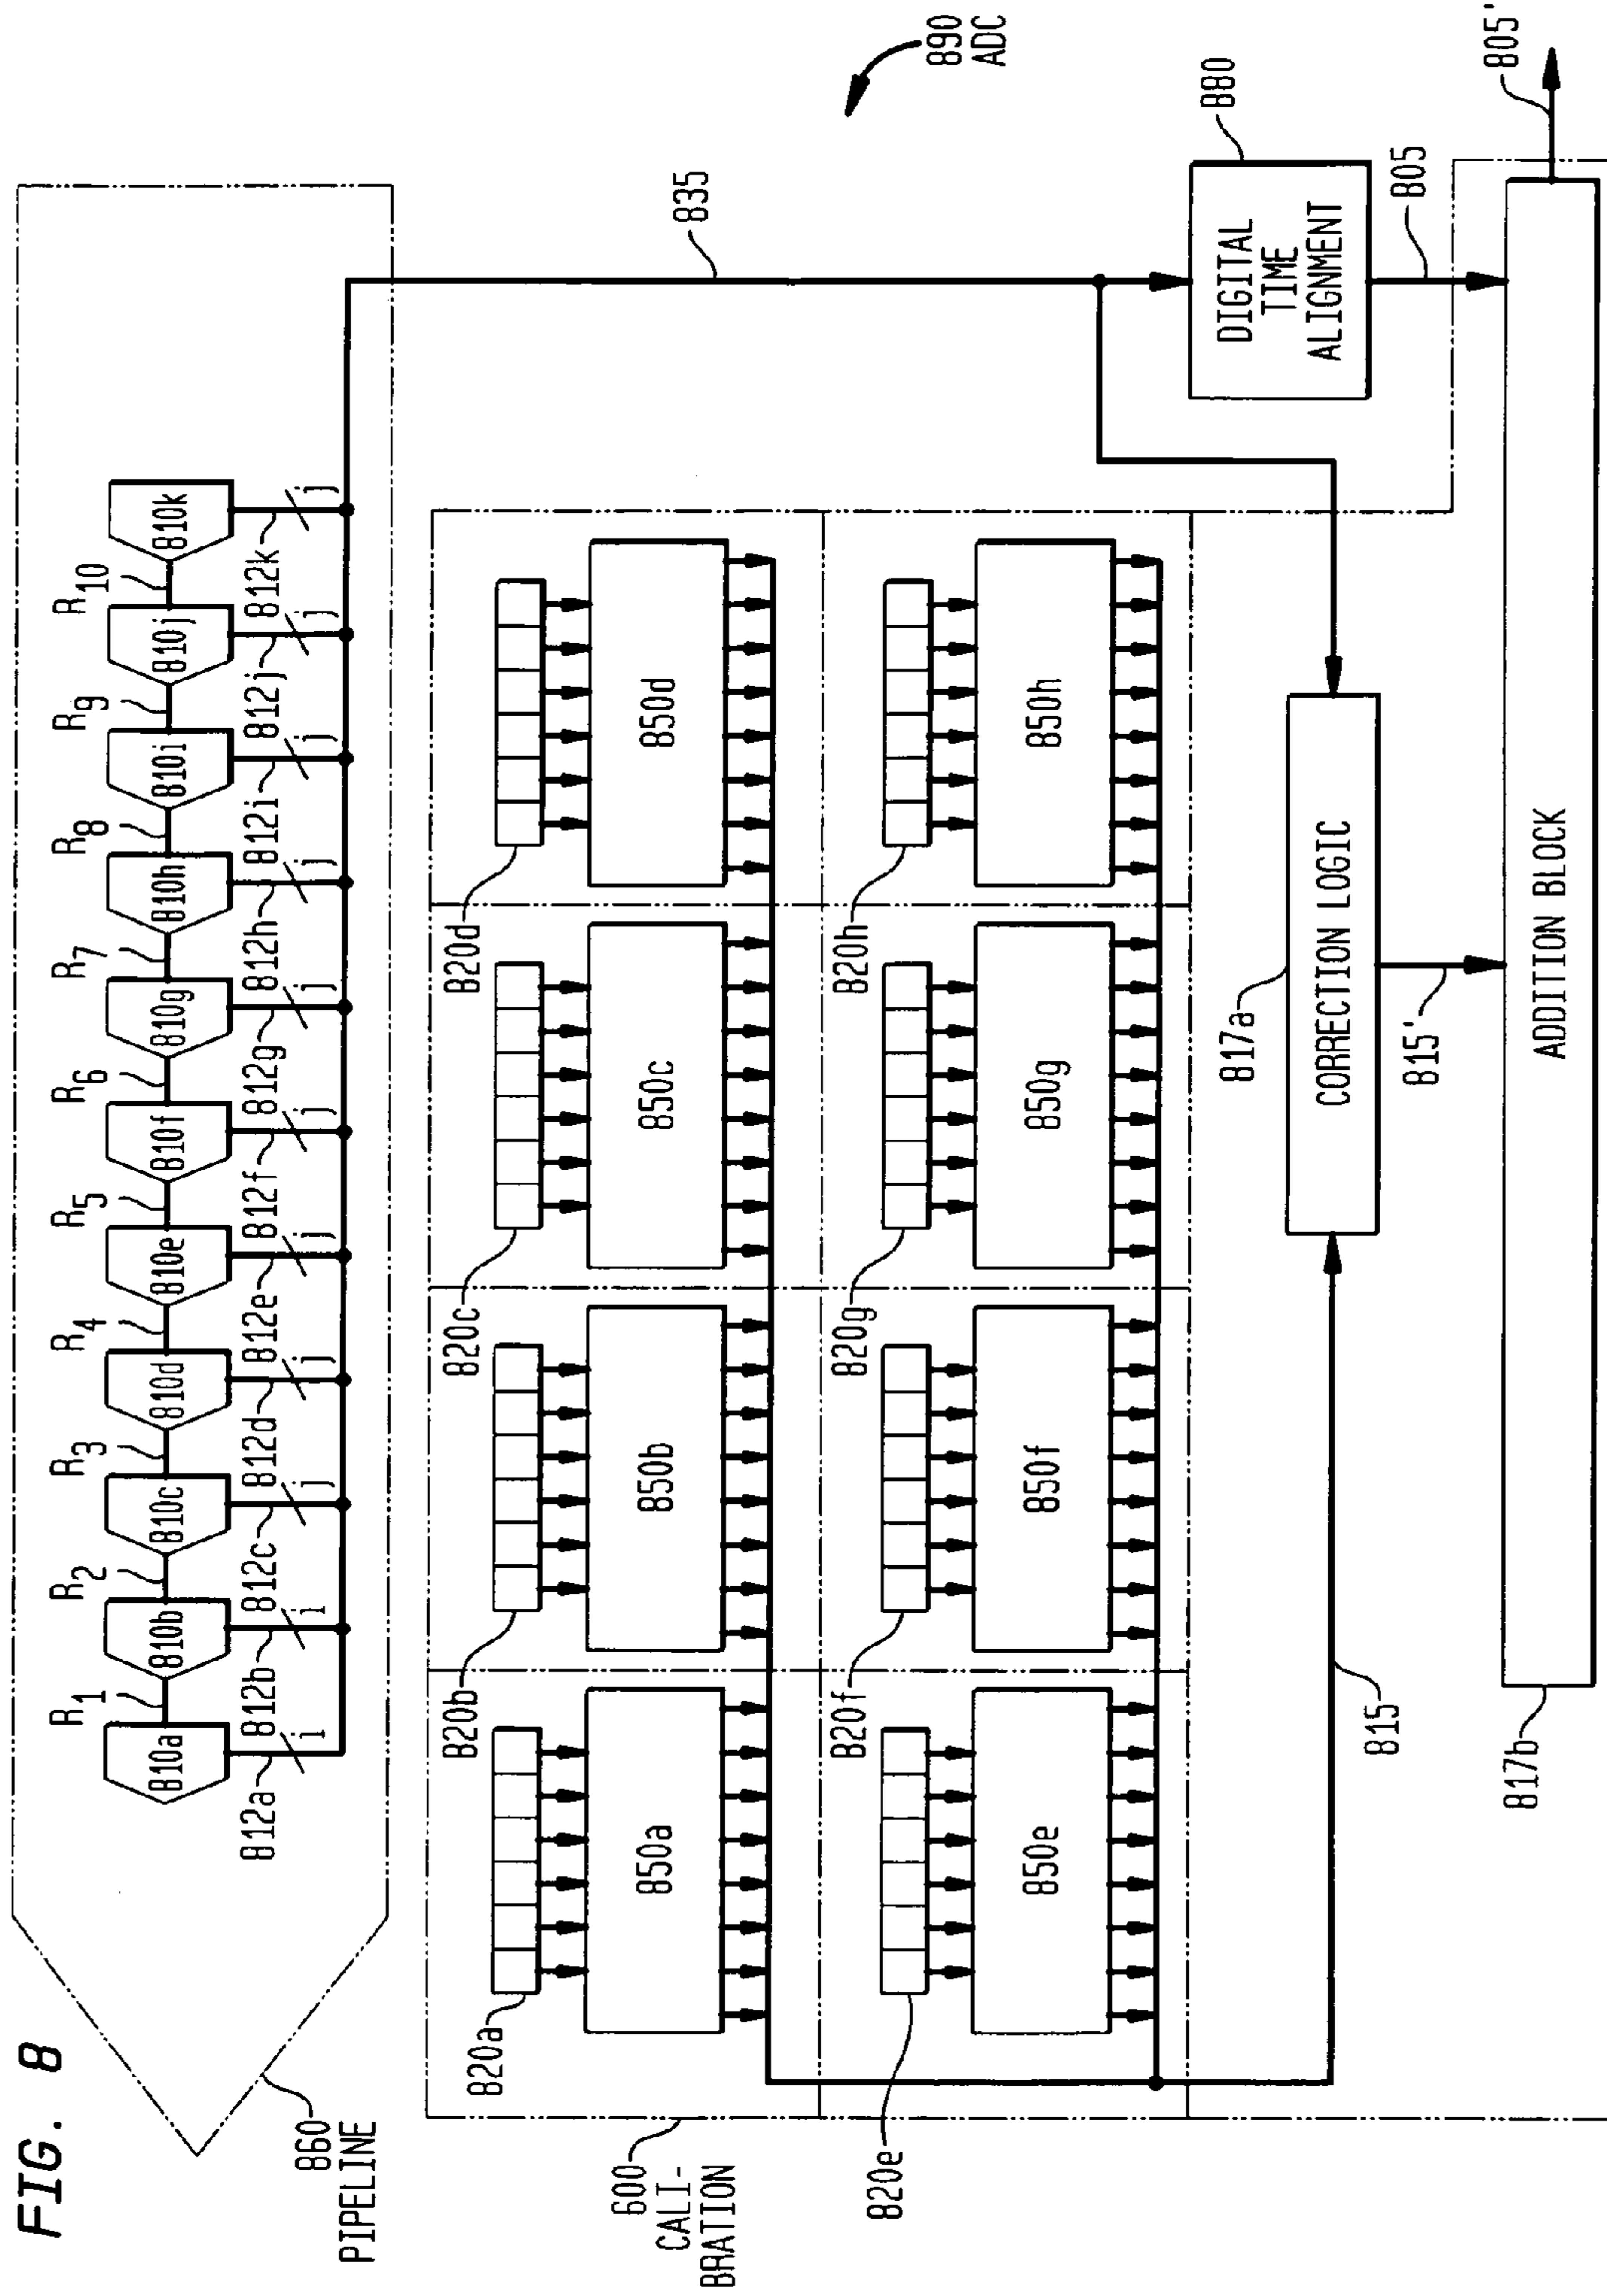 FIG. 8
860
PIPELINE
810a
810b
810c
810d
810e
810f
810g
810h
810i
810j
810k
R1
R2
R3
R4
R5
R6
R7
R8
R9
R10
812a
812b
812c
812d
812e
812f
812g
812h
812i
812j
812k
i
i
j
j
j
j
j
j
j
j
j
835
890
ADC
600
CALI-
BRATION
820a
820b
820c
820d
850a
850b
850c
850d
820e
820f
820g
820h
850e
850f
850g
850h
880
DIGITAL
TIME
ALIGNMENT
805
815
817a
CORRECTION LOGIC
815'
817b
ADDITION BLOCK
805'